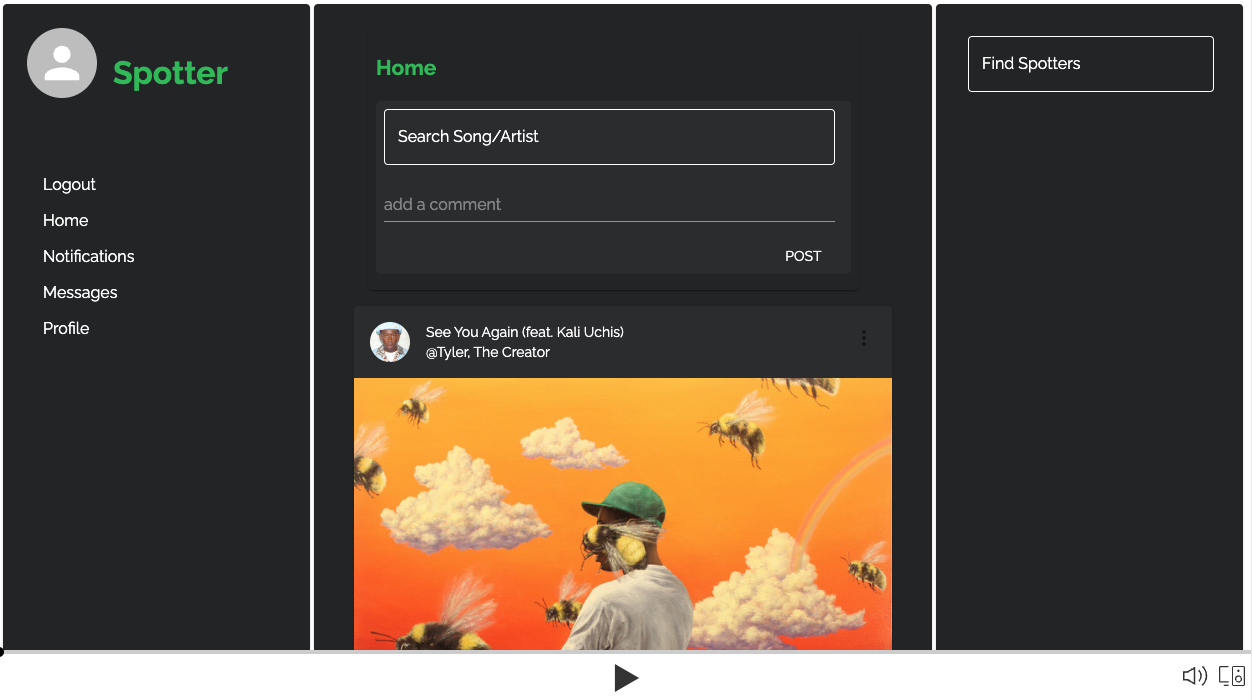 Spotter
Logout
Home
Notifications
Messages
Profile
Home
Search Song/Artist
add a comment
POST
See You Again (feat. Kali Uchis)
@Tyler, The Creator
Find Spotters